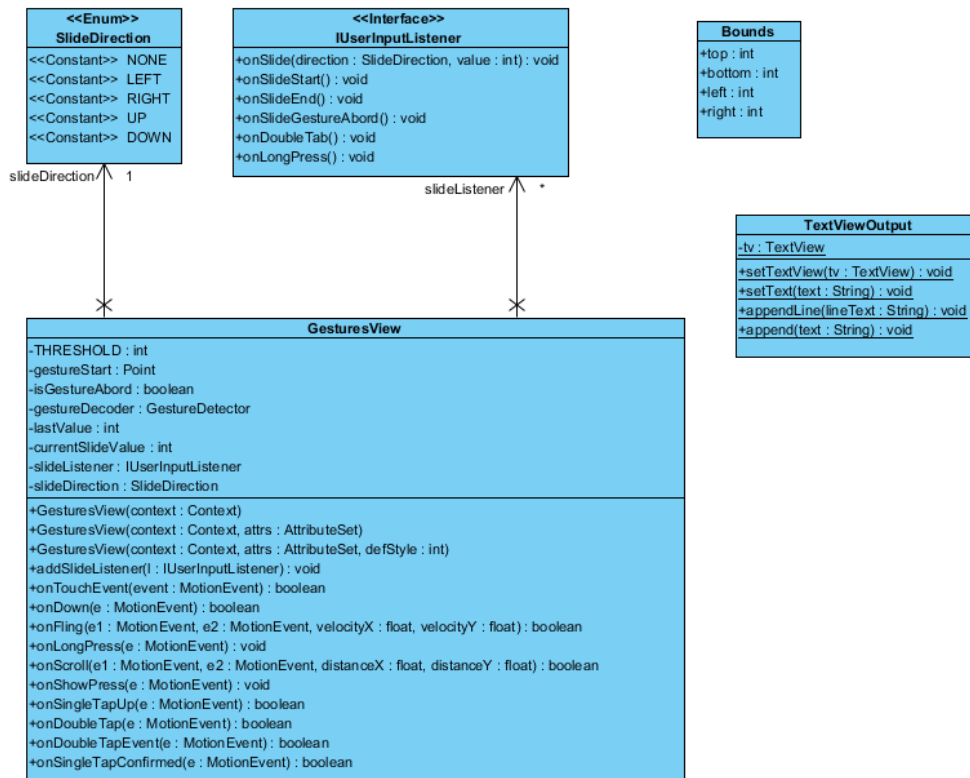 <<Enum>>
SlideDirection
<<Constant>> NONE
<<Constant>> LEFT
<<Constant>> RIGHT
<<Constant>> UP
<<Constant>> DOWN
slideDirection 1
<<Interface>>
IUserInputListener
+onSlide(direction : SlideDirection, value : int) : void
+onSlideStart() : void
+onSlideEnd() : void
+onSlideGestureAbord() : void
+onDoubleTab() : void
+onLongPress() : void
slideListener *
Bounds
+top : int
+bottom : int
+left : int
+right : int
TextViewOutput
-tv : TextView
+setTextView(tv : TextView) : void
+setText(text : String) : void
+appendLine(lineText : String) : void
+append(text : String) : void
GesturesView
-THRESHOLD : int
-gestureStart : Point
-isGestureAbord : boolean
-gestureDecoder : GestureDetector
-lastValue : int
-currentSlideValue : int
-slideListener : IUserInputListener
-slideDirection : SlideDirection
+GesturesView(context : Context)
+GesturesView(context : Context, attrs : AttributeSet)
+GesturesView(context : Context, attrs : AttributeSet, defStyle : int)
+addSlideListener(l : IUserInputListener) : void
+onTouchEvent(event : MotionEvent) : boolean
+onDown(e : MotionEvent) : boolean
+onFling(e1 : MotionEvent, e2 : MotionEvent, velocityX : float, velocityY : float) : boolean
+onLongPress(e : MotionEvent) : void
+onScroll(e1 : MotionEvent, e2 : MotionEvent, distanceX : float, distanceY : float) : boolean
+onShowPress(e : MotionEvent) : void
+onSingleTapUp(e : MotionEvent) : boolean
+onDoubleTap(e : MotionEvent) : boolean
+onDoubleTapEvent(e : MotionEvent) : boolean
+onSingleTapConfirmed(e : MotionEvent) : boolean